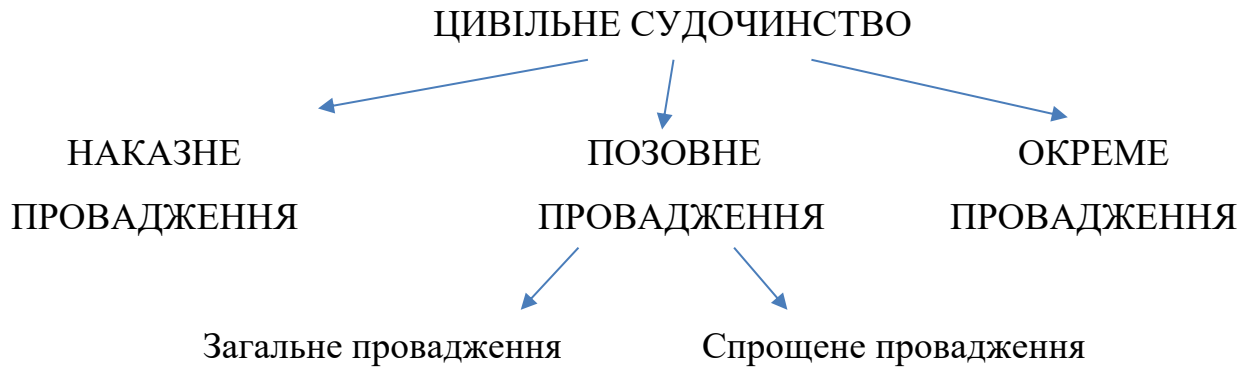 ЦИВІЛЬНЕ СУДОЧИНСТВО
НАКАЗНЕ ПРОВАДЖЕННЯ
ПОЗОВНЕ ПРОВАДЖЕННЯ
ОКРЕМЕ ПРОВАДЖЕННЯ
Загальне провадження
Спрощене провадження